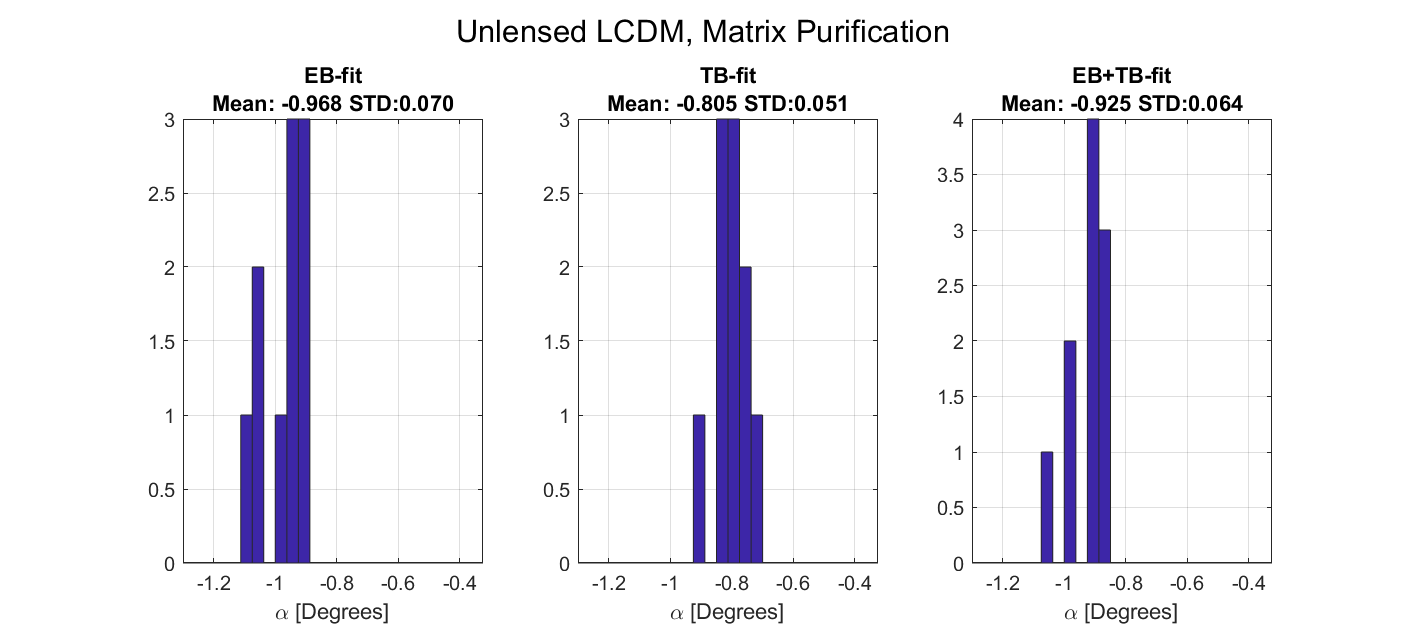 Unlensed LCDM, Matrix Purification
EB-fit
Mean: -0.968 STD:0.070
3
2.5
2
1.5
1
0.5
0
-1.2 -1 -0.8 -0.6 -0.4
α [Degrees]
TB-fit
Mean: -0.805 STD:0.051
3
2.5
2
1.5
1
0.5
0
-1.2 -1 -0.8 -0.6 -0.4
α [Degrees]
EB+TB-fit
Mean: -0.925 STD:0.064
4
3.5
3
2.5
2
1.5
1
0.5
0
-1.2 -1 -0.8 -0.6 -0.4
α [Degrees]